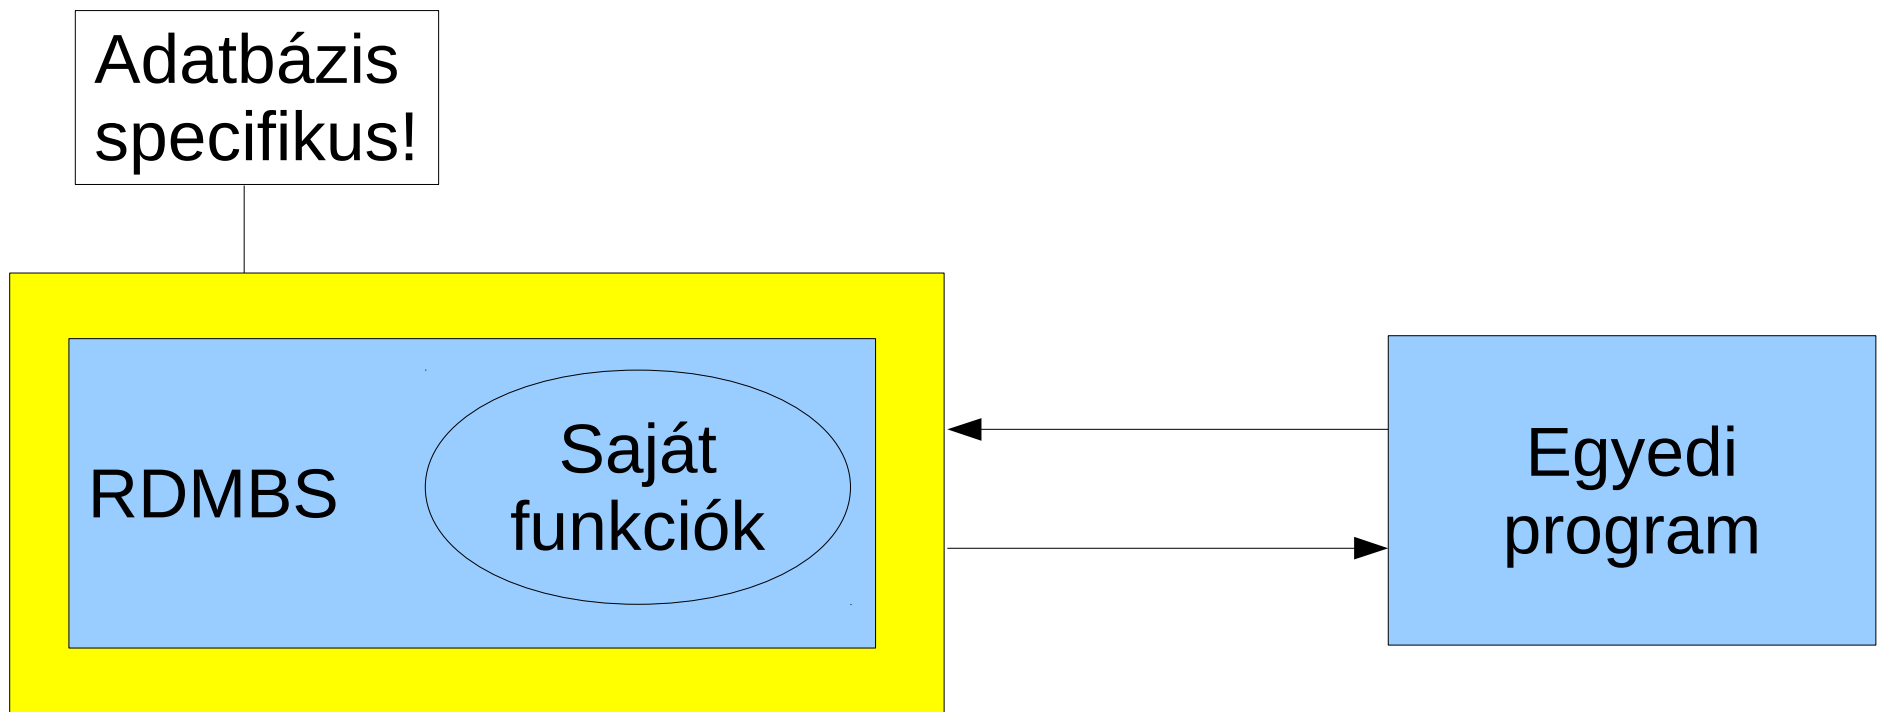 Adatbázis
specifikus!
RDMBS
Saját
funkciók
Egyedi
program